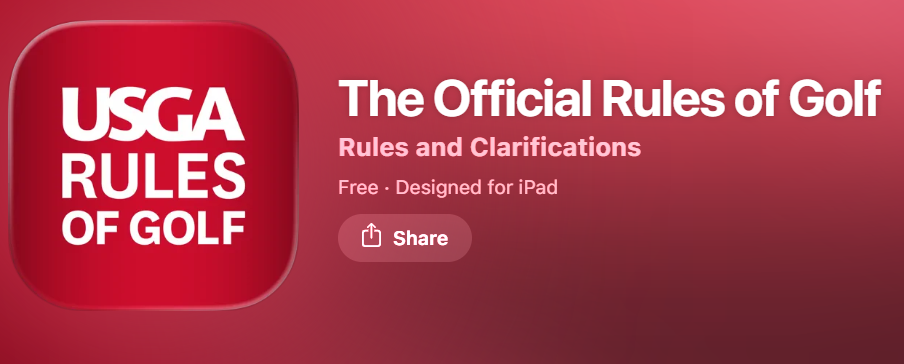 USGA
RULES
OF GOLF
The Official Rules of Golf
Rules and Clarifications
Free · Designed for iPad
Share